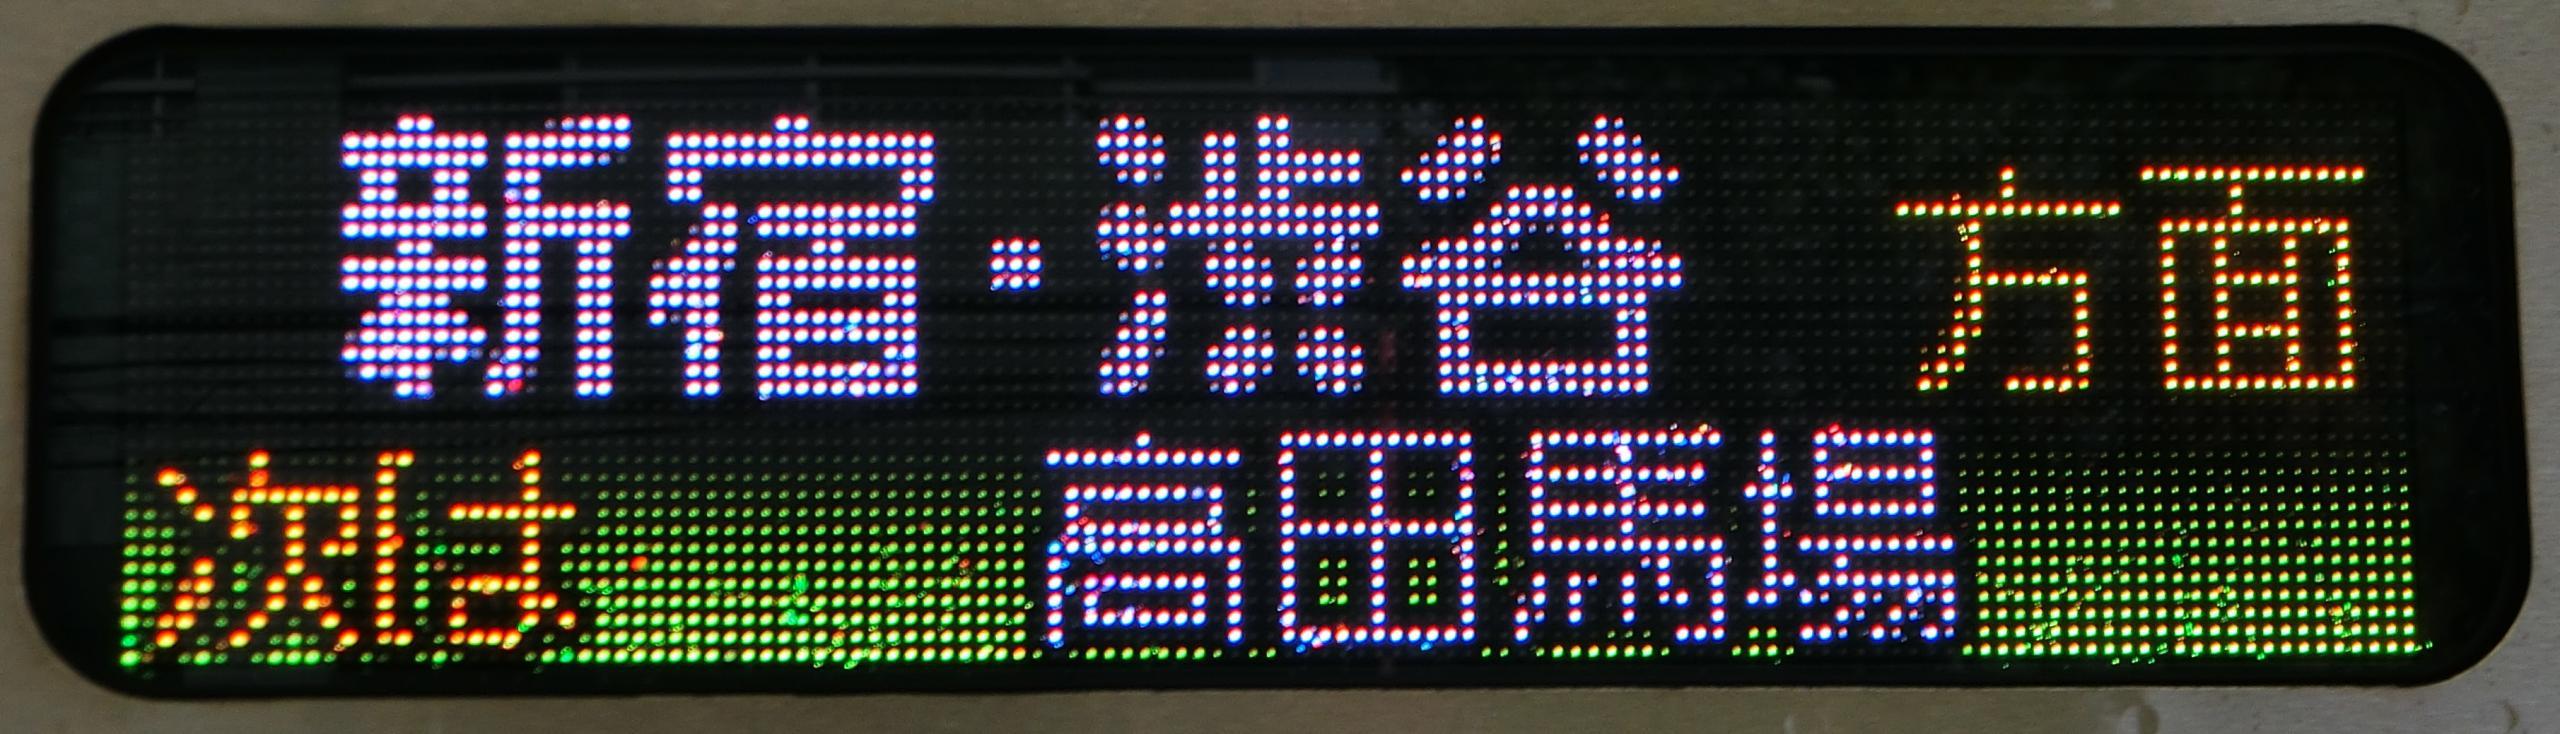 新宿・渋谷 方面
次は 高田馬場